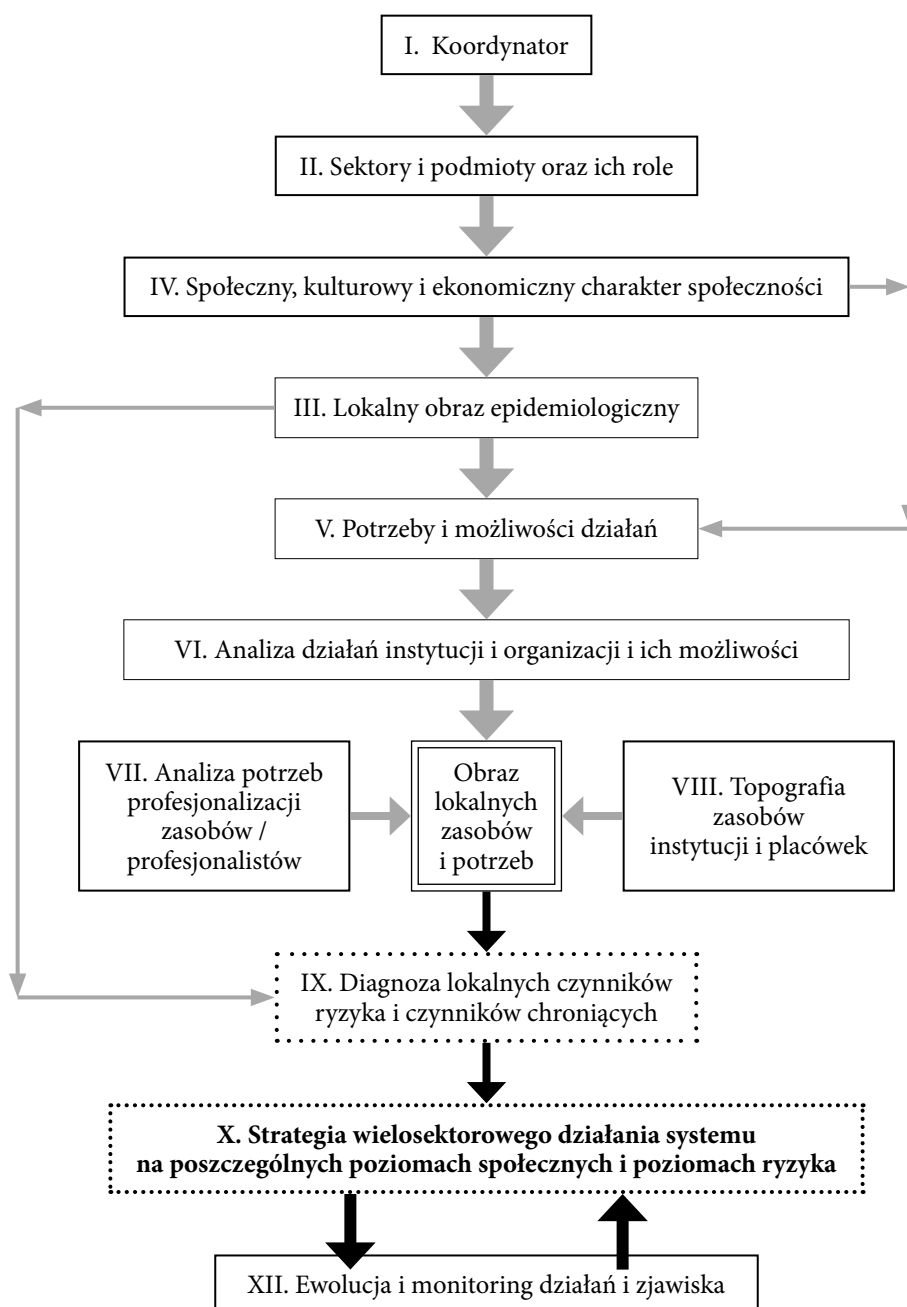 I. Koordynator
II. Sektory i podmioty oraz ich role
IV. Społeczny, kulturowy i ekonomiczny charakter społeczności
III. Lokalny obraz epidemiologiczny
V. Potrzeby i możliwości działań
VI. Analiza działań instytucji i organizacji i ich możliwości
VII. Analiza potrzeb
profesjonalizacji
zasobów /
profesjonalistów
Obraz
lokalnych
zasobów
i potrzeb
VIII. Topografia
zasobów
instytucji i placówek
IX. Diagnoza lokalnych czynników
ryzyka i czynników chroniących
X. Strategia wielosektorowego działania systemu
na poszczególnych poziomach społecznych i poziomach ryzyka
XII. Ewolucja i monitoring działań i zjawiska